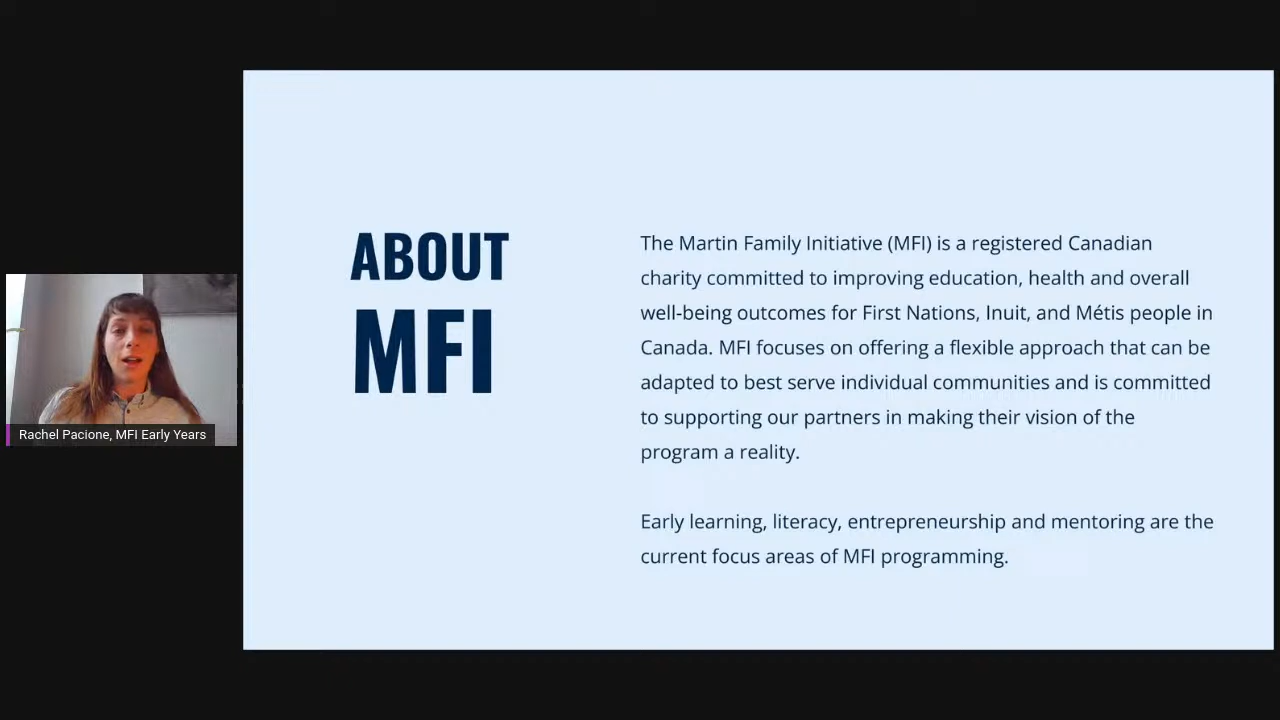 ABOUT
MFI
The Martin Family Initiative (MFI) is a registered Canadian
charity committed to improving education, health and overall
well-being outcomes for First Nations, Inuit, and Métis people in
Canada. MFI focuses on offering a flexible approach that can be
adapted to best serve individual communities and is committed
to supporting our partners in making their vision of the
program a reality.
Early learning, literacy, entrepreneurship and mentoring are the
current focus areas of MFI programming.
Rachel Pacione, MFI Early Years